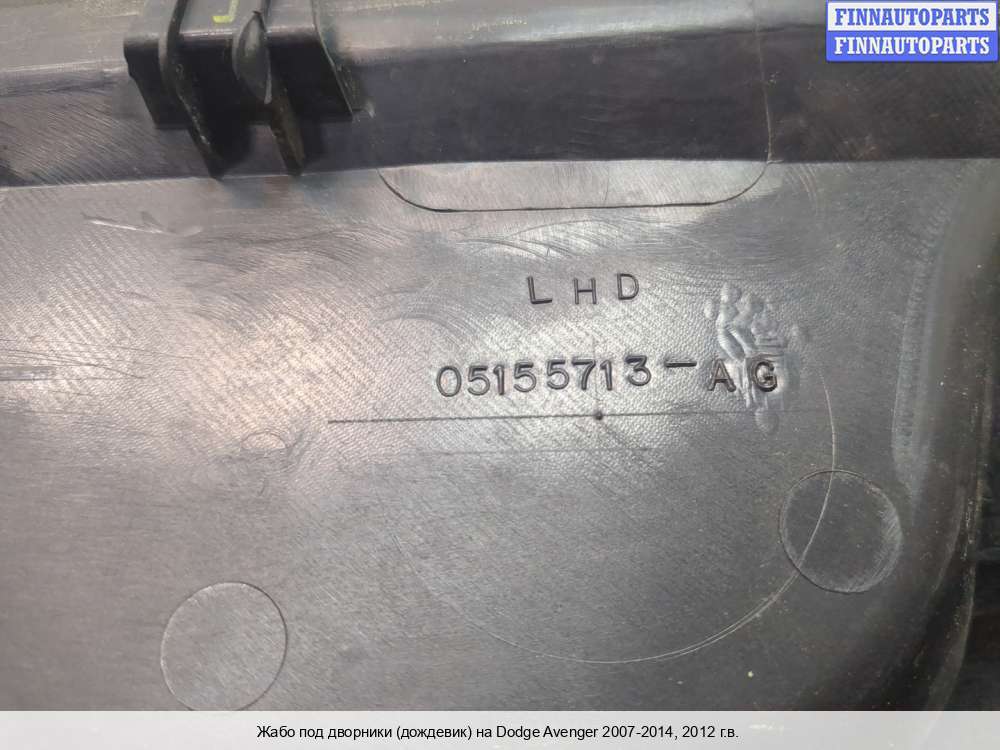 FINNAUTOPARTS
FINNAUTOPARTS
LHD
05155713-AG
Жабо под дворники (дождевик) на Dodge Avenger 2007-2014, 2012 г.в.